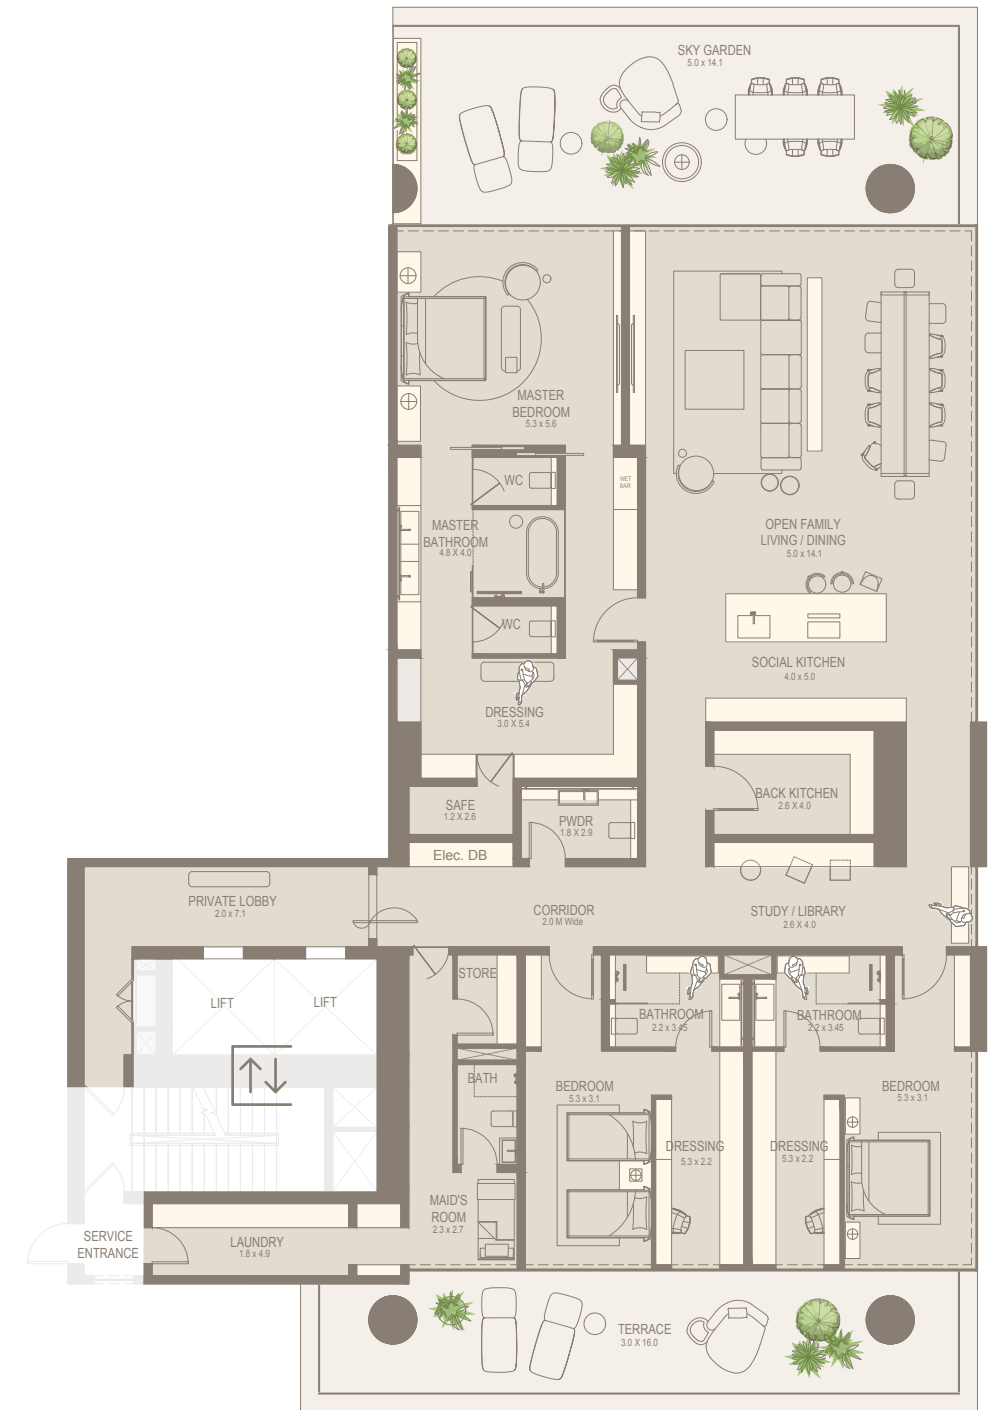 SKY GARDEN
5.0 x 14.1
MASTER
BEDROOM
5.3 x 5.6
WC
WET
BAR
MASTER
BATHROOM
4.8 X 4.0
OPEN FAMILY
LIVING / DINING
5.0 x 14.1
WC
SOCIAL KITCHEN
4.0 x 5.0
DRESSING
3.0 X 5.4
SAFE
1.2 X 2.6
PWDR
1.8 X 2.9
BACK KITCHEN
2.6 X 4.0
Elec. DB
PRIVATE LOBBY
2.0 x 7.1
CORRIDOR
2.0 M Wide
STUDY / LIBRARY
2.6 X 4.0
STORE
LIFT
LIFT
BATHROOM
2.2 x 3.45
BATHROOM
2.2 x 3.45
BATH
BEDROOM
5.3 x 3.1
BEDROOM
5.3 x 3.1
DRESSING
5.3 x 2.2
DRESSING
5.3 x 2.2
MAID'S
ROOM
2.3 x 2.7
SERVICE
ENTRANCE
LAUNDRY
1.8 x 4.9
TERRACE
3.0 X 16.0